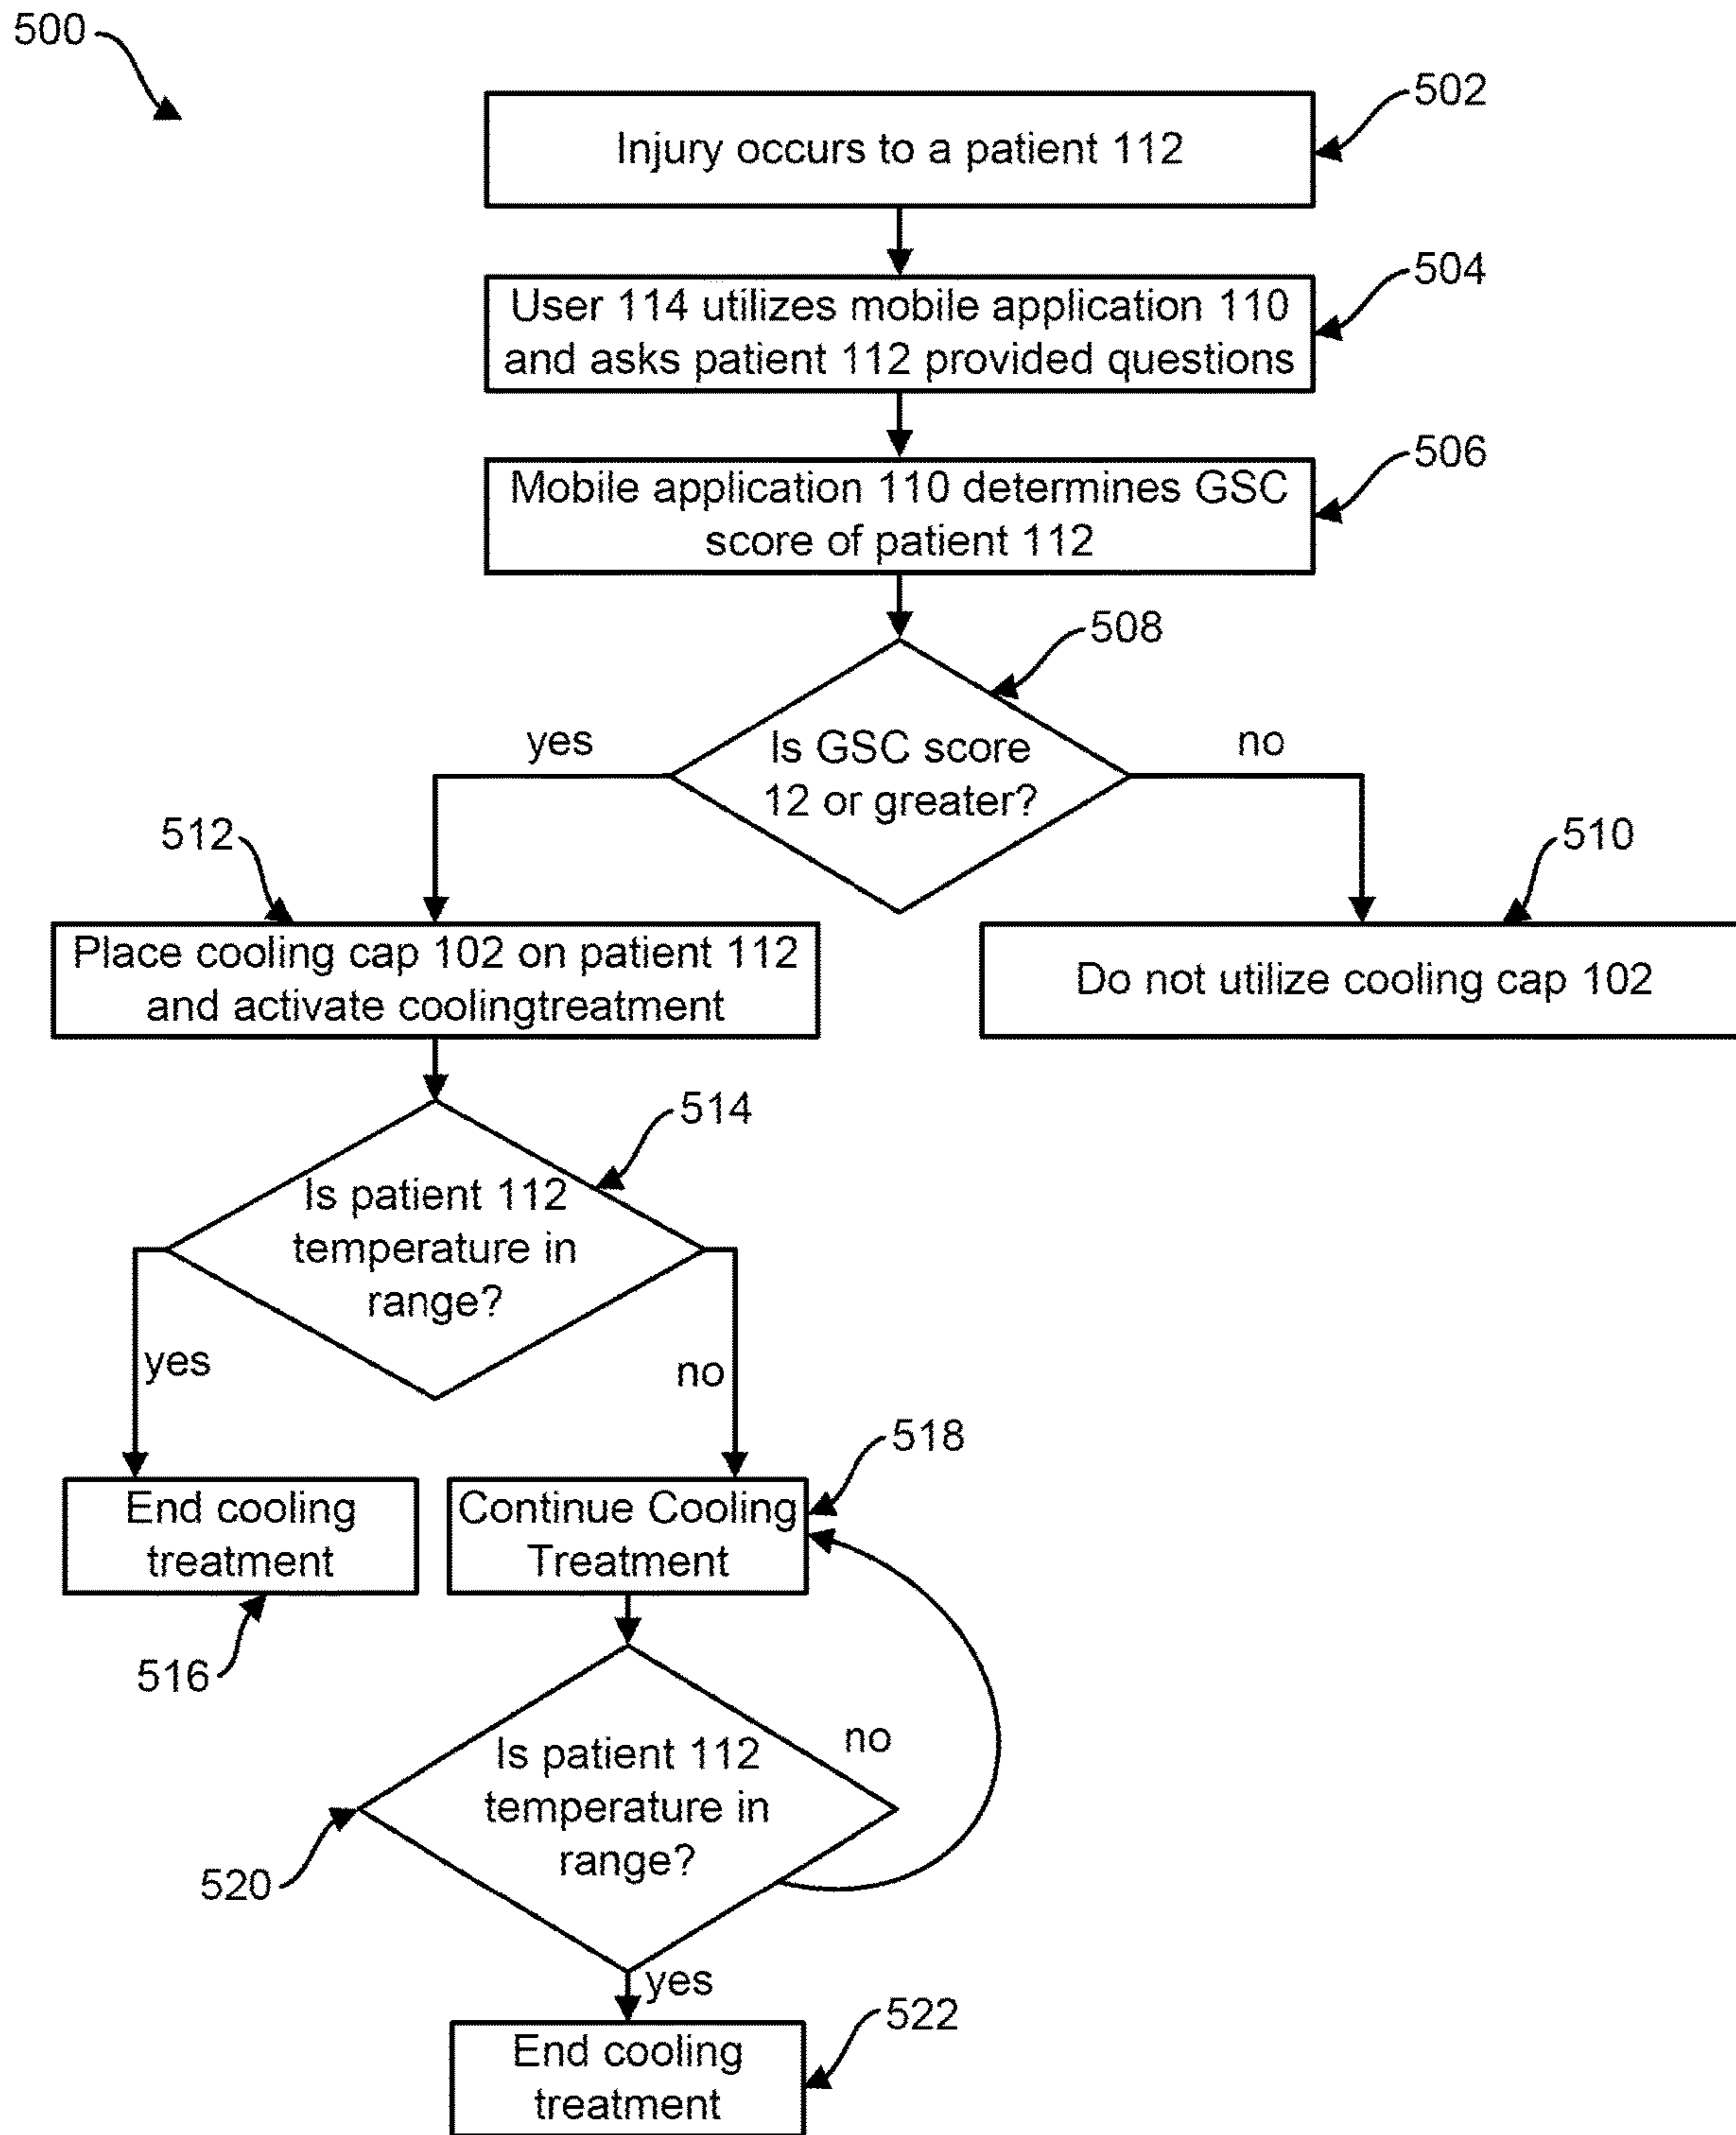 500
502
Injury occurs to a patient 112
504
User 114 utilizes mobile application 110
and asks patient 112 provided questions
506
Mobile application 110 determines GSC
score of patient 112
508
Is GSC score
12 or greater?
yes
no
512
510
Place cooling cap 102 on patient 112
and activate coolingtreatment
Do not utilize cooling cap 102
514
Is patient 112
temperature in
range?
yes
no
518
End cooling
treatment
Continue Cooling
Treatment
516
Is patient 112
temperature in
range?
no
520
yes
522
End cooling
treatment